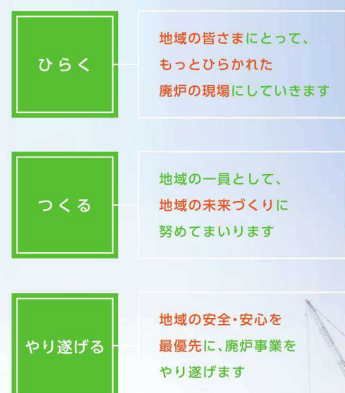 ひらく
地域の皆さまにとって、
もっとひらかれた
廃炉の現場にしていきます
つくる
地域の一員として、
地域の未来づくりに
努めてまいります
やり遂げる
地域の安全・安心を
最優先に、廃炉事業を
やり遂げます